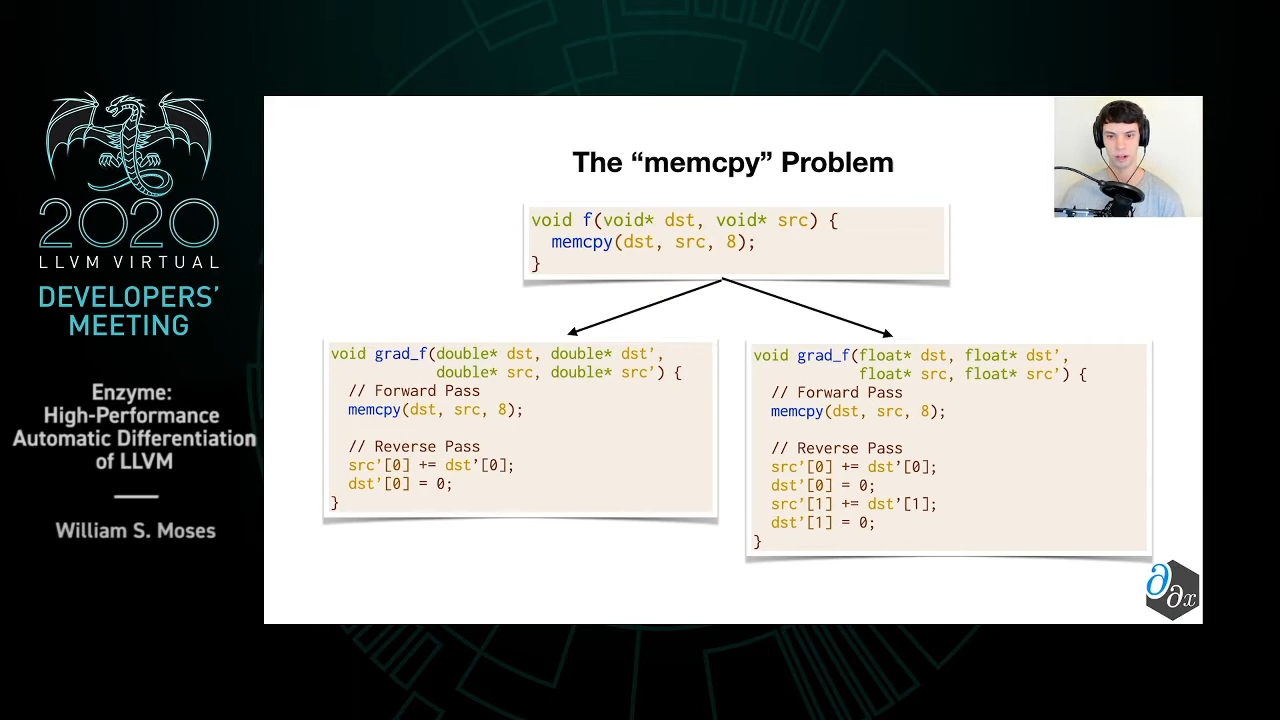 2020
LLVM VIRTUAL
DEVELOPERS'
MEETING
Enzyme:
High-Performance
Automatic Differentiation
of LLVM
William S. Moses
The “memcpy” Problem
void f(void* dst, void* src) {
  memcpy(dst, src, 8);
}
void grad_f(double* dst, double* dst’,
            double* src, double* src’) {
  // Forward Pass
  memcpy(dst, src, 8);
  // Reverse Pass
  src’[0] += dst’[0];
  dst’[0] = 0;
}
void grad_f(float* dst, float* dst’,
            float* src, float* src’) {
  // Forward Pass
  memcpy(dst, src, 8);
  // Reverse Pass
  src’[0] += dst’[0];
  dst’[0] = 0;
  src’[1] += dst’[1];
  dst’[1] = 0;
}
∂
∂x